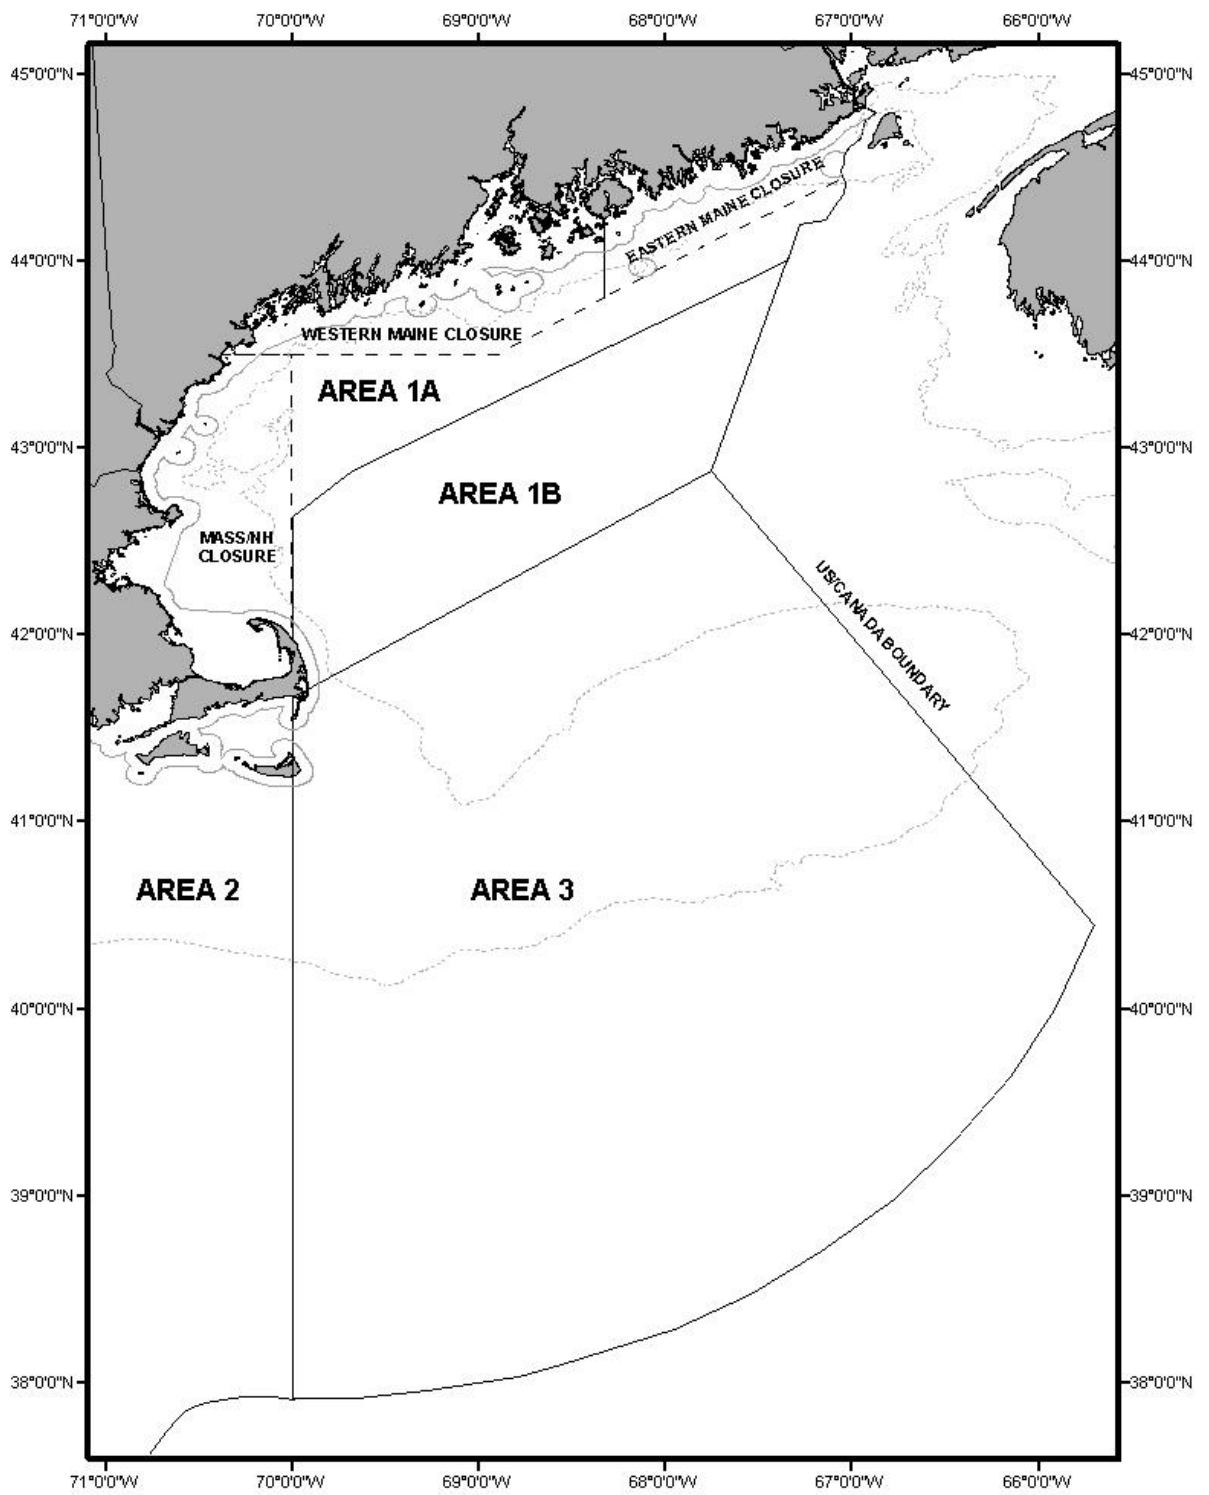 71°0'0"W 70°0'0"W 69°0'0"W 68°0'0"W 67°0'0"W 66°0'0"W
45°0'0"N 45°0'0"N
EASTERN MAINE CLOSURE
44°0'0"N 44°0'0"N
WESTERN MAINE CLOSURE
AREA 1A
43°0'0"N 43°0'0"N
AREA 1B
MASS/NH
CLOSURE
US/CANADA BOUNDARY
42°0'0"N 42°0'0"N
41°0'0"N 41°0'0"N
AREA 2 AREA 3
40°0'0"N 40°0'0"N
39°0'0"N 39°0'0"N
38°0'0"N 38°0'0"N
71°0'0"W 70°0'0"W 69°0'0"W 68°0'0"W 67°0'0"W 66°0'0"W